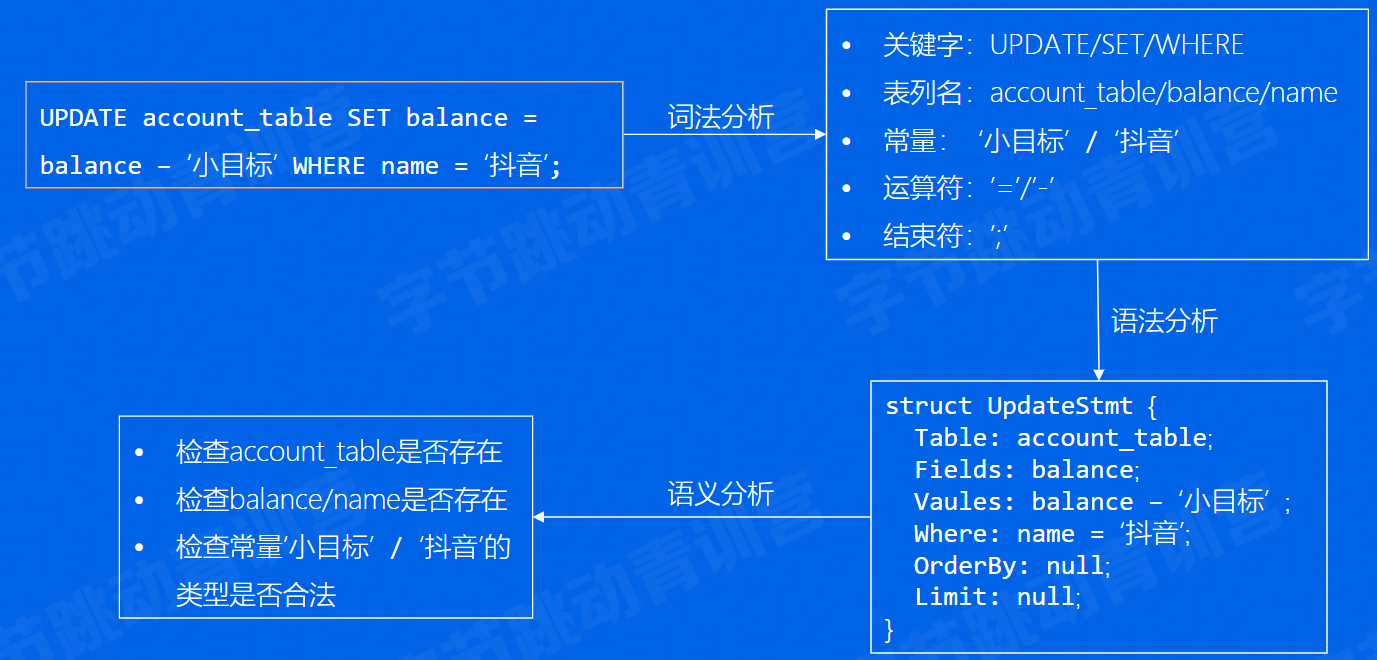 UPDATE account_table SET balance =
balance – ‘小目标’ WHERE name = ‘抖音’;
词法分析
• 关键字：UPDATE/SET/WHERE
• 表列名：account_table/balance/name
• 常量：‘小目标’ / ‘抖音’
• 运算符：’=’/’-’
• 结束符：’;’
语法分析
struct UpdateStmt {
Table: account_table;
Fields: balance;
Vaules: balance – ‘小目标’ ;
Where: name = ‘抖音’;
OrderBy: null;
Limit: null;
}
语义分析
• 检查account_table是否存在
• 检查balance/name是否存在
• 检查常量‘小目标’ / ‘抖音’的
类型是否合法
字节跳动青训营